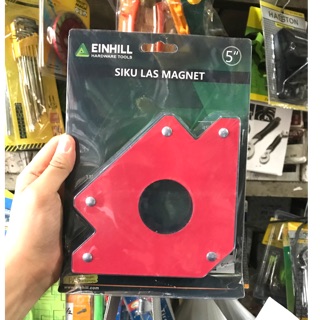 EINHILL
HARDWARE TOOLS
5"
SIKU LAS MAGNET